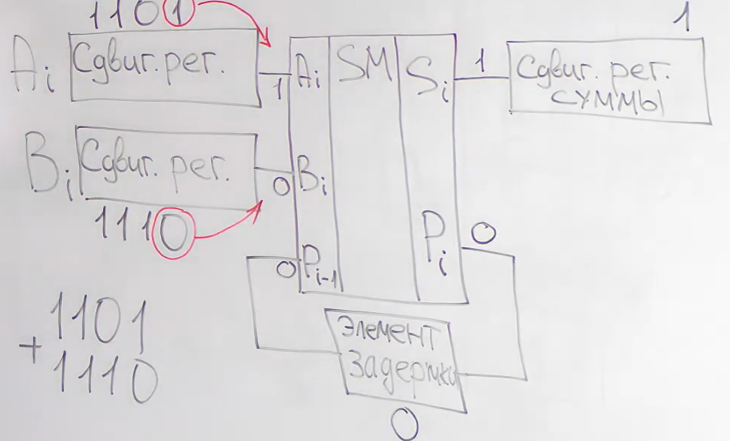 1101
1
Ai
Сдвиг. рег.
1
Ai
SM
Si
1
Сдвиг. рег.
СУММЫ
Bi
Сдвиг. рег.
0
Bi
1110
0
Pi-1
Pi
0
1101
+
1110
Элемент
Задержки
0